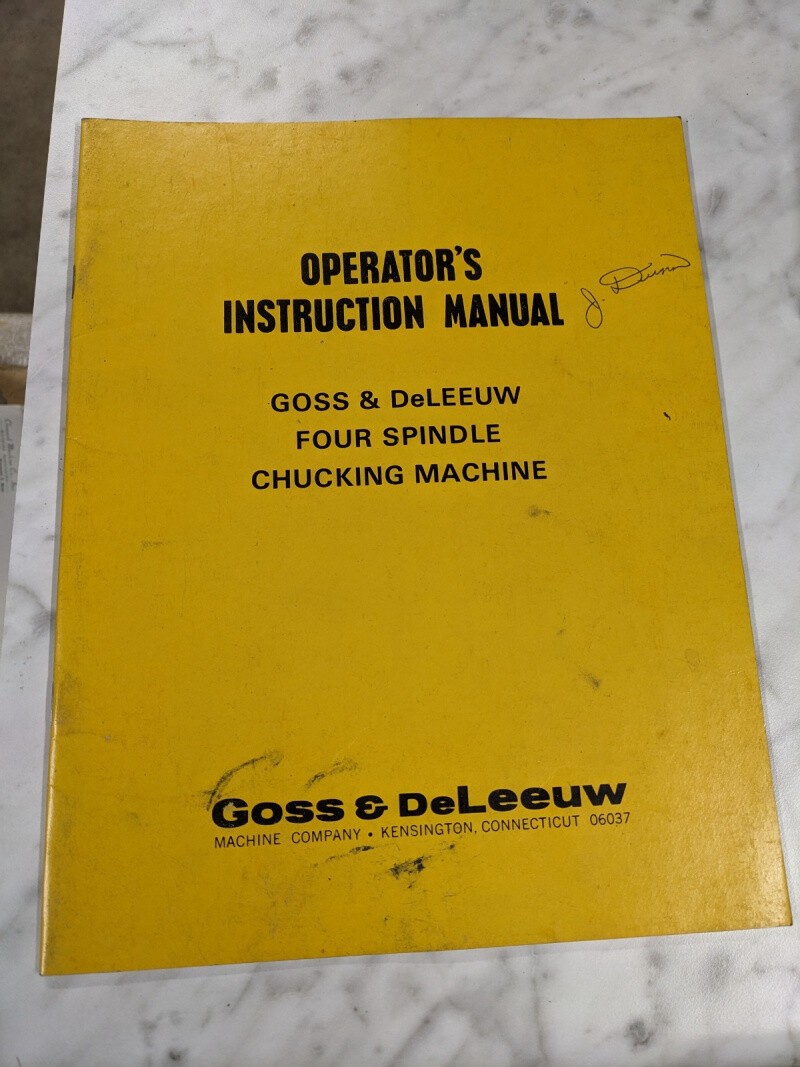 OPERATOR'S
INSTRUCTION MANUAL
J.
GOSS & DeLEEUW
FOUR SPINDLE
CHUCKING MACHINE
Goss & DeLeeuw
MACHINE COMPANY • KENSINGTON, CONNECTICUT 06037